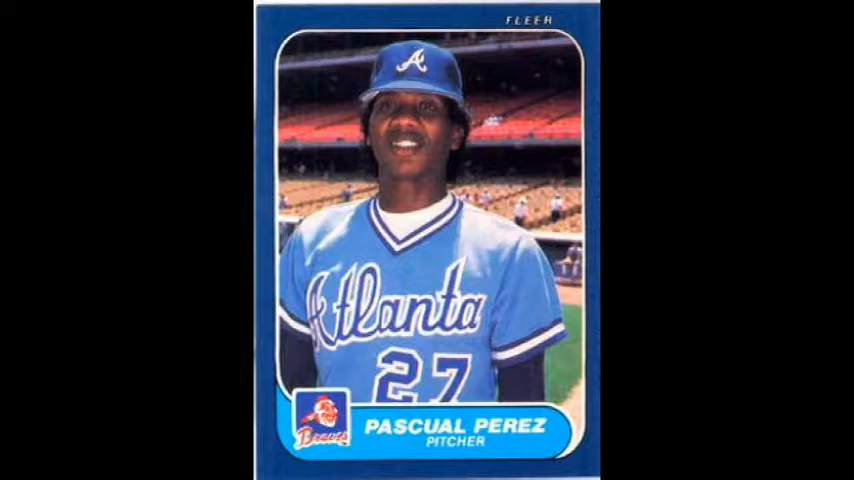 FLEER
A
Atlanta
27
Braves
PASCUAL PEREZ
PITCHER